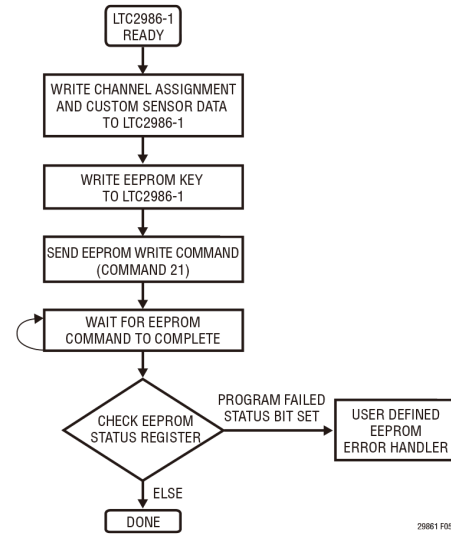 LTC2986-1
READY
WRITE CHANNEL ASSIGNMENT
AND CUSTOM SENSOR DATA
TO LTC2986-1
WRITE EEPROM KEY
TO LTC2986-1
SEND EEPROM WRITE COMMAND
(COMMAND 21)
WAIT FOR EEPROM
COMMAND TO COMPLETE
CHECK EEPROM
STATUS REGISTER
PROGRAM FAILED
STATUS BIT SET
USER DEFINED
EEPROM
ERROR HANDLER
ELSE
DONE
29861 F05